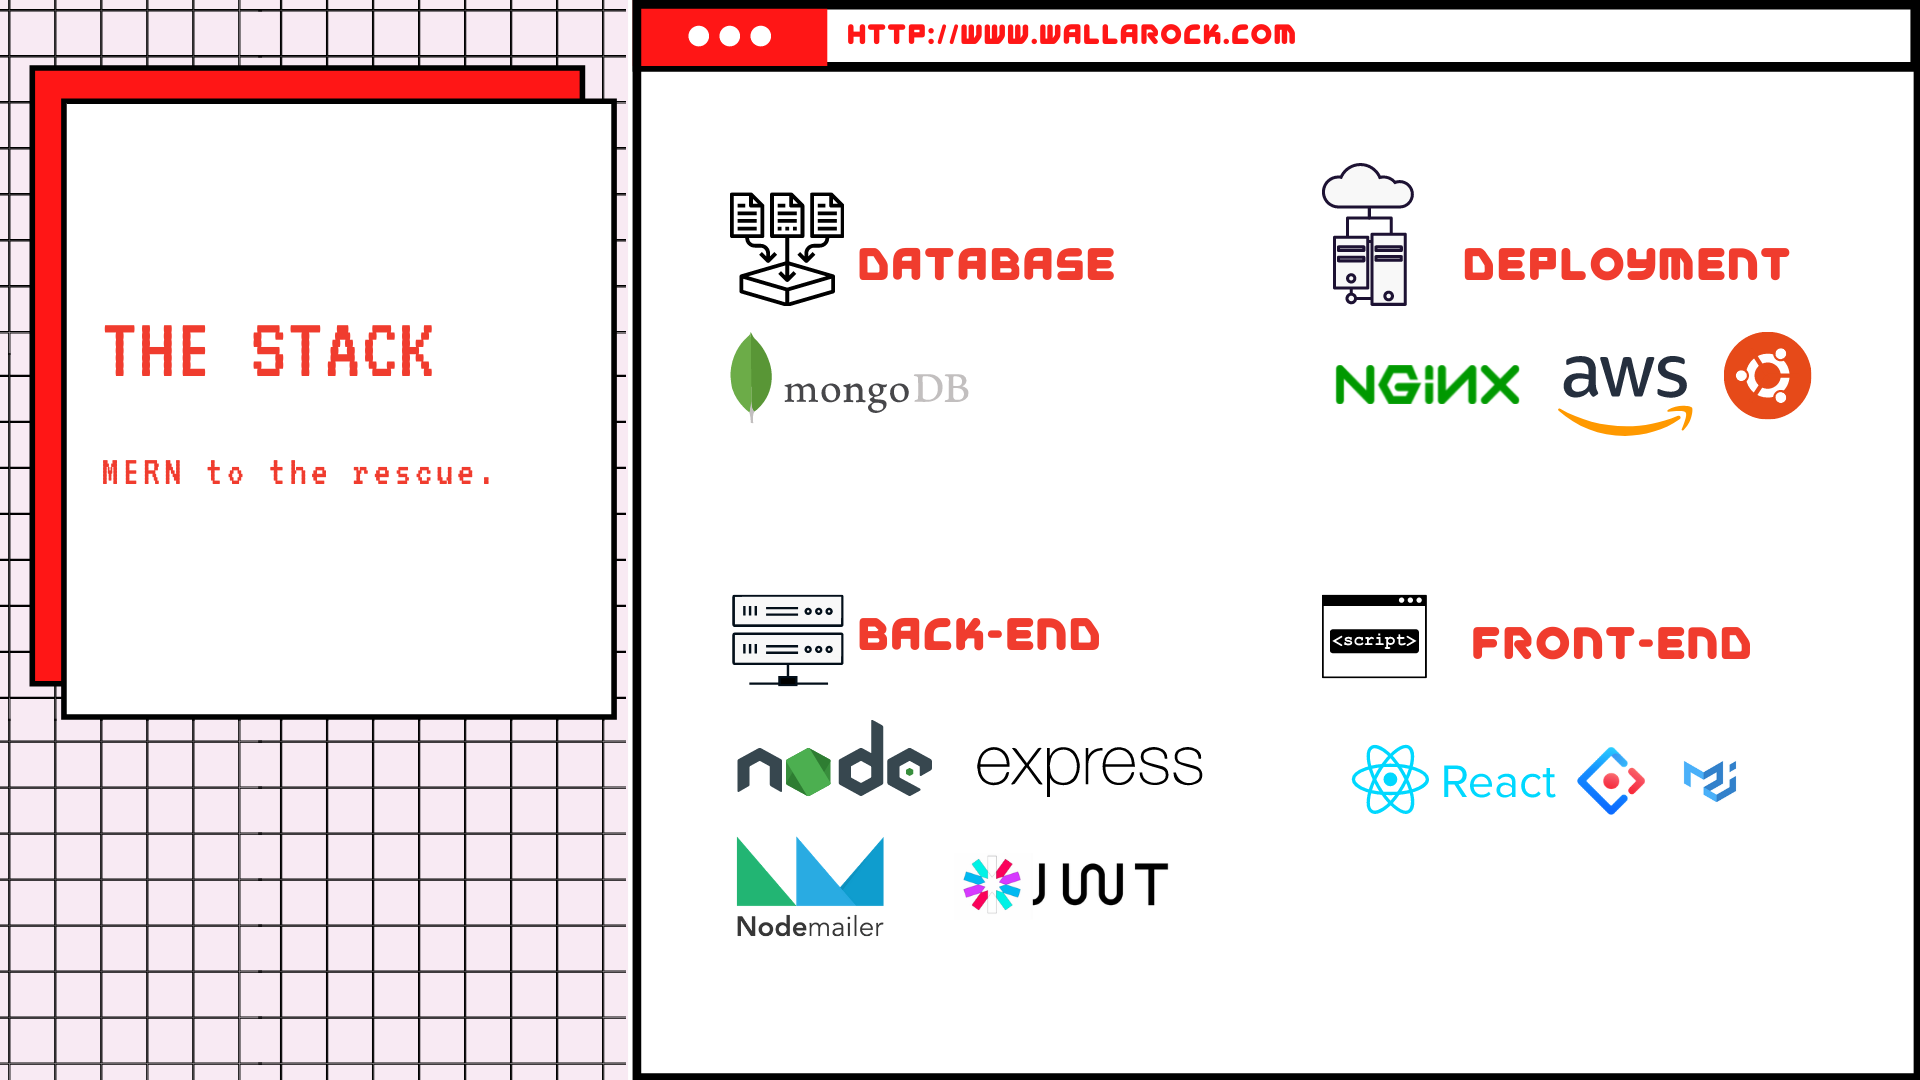 THE STACK
MERN to the rescue.
HTTP://WWW.WALLAROCK.COM
DATABASE
mongoDB
DEPLOYMENT
NGiNX
aws
BACK-END
node
express
Nodemailer
JWT
FRONT-END
<script>
React